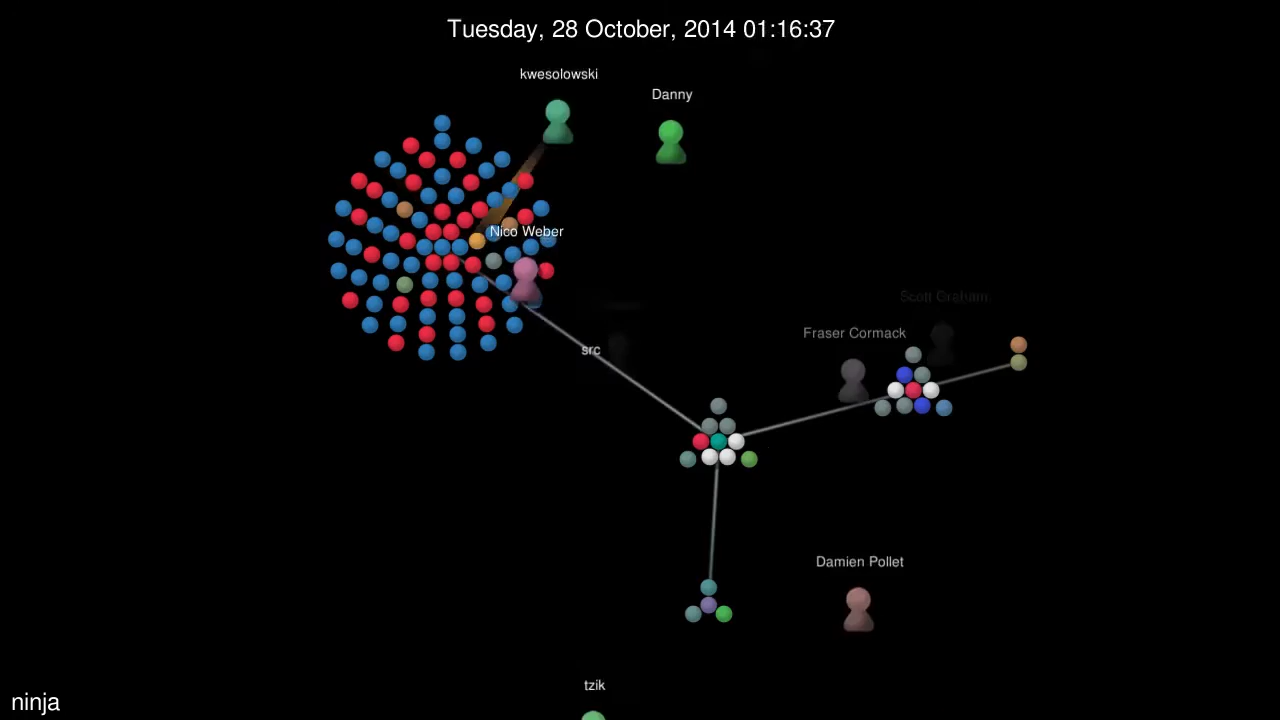 Tuesday, 28 October, 2014 01:16:37
kwesolowski
Danny
Nico Weber
Scott Graham
Fraser Cormack
src
Damien Pollet
tzik
ninja